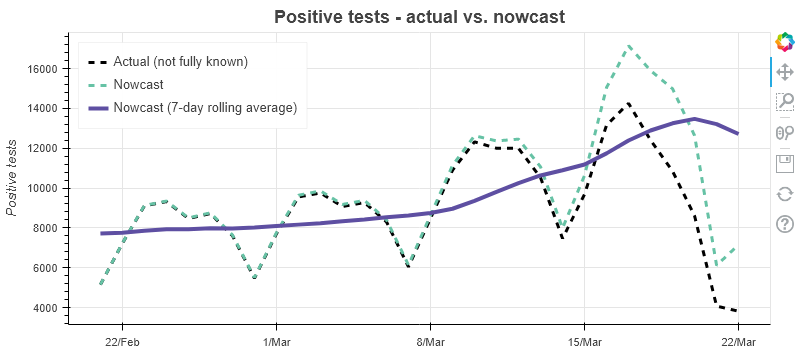 Positive tests - actual vs. nowcast
Actual (not fully known)
Nowcast
Nowcast (7-day rolling average)
Positive tests
16000
14000
12000
10000
8000
6000
4000
22/Feb
1/Mar
8/Mar
15/Mar
22/Mar